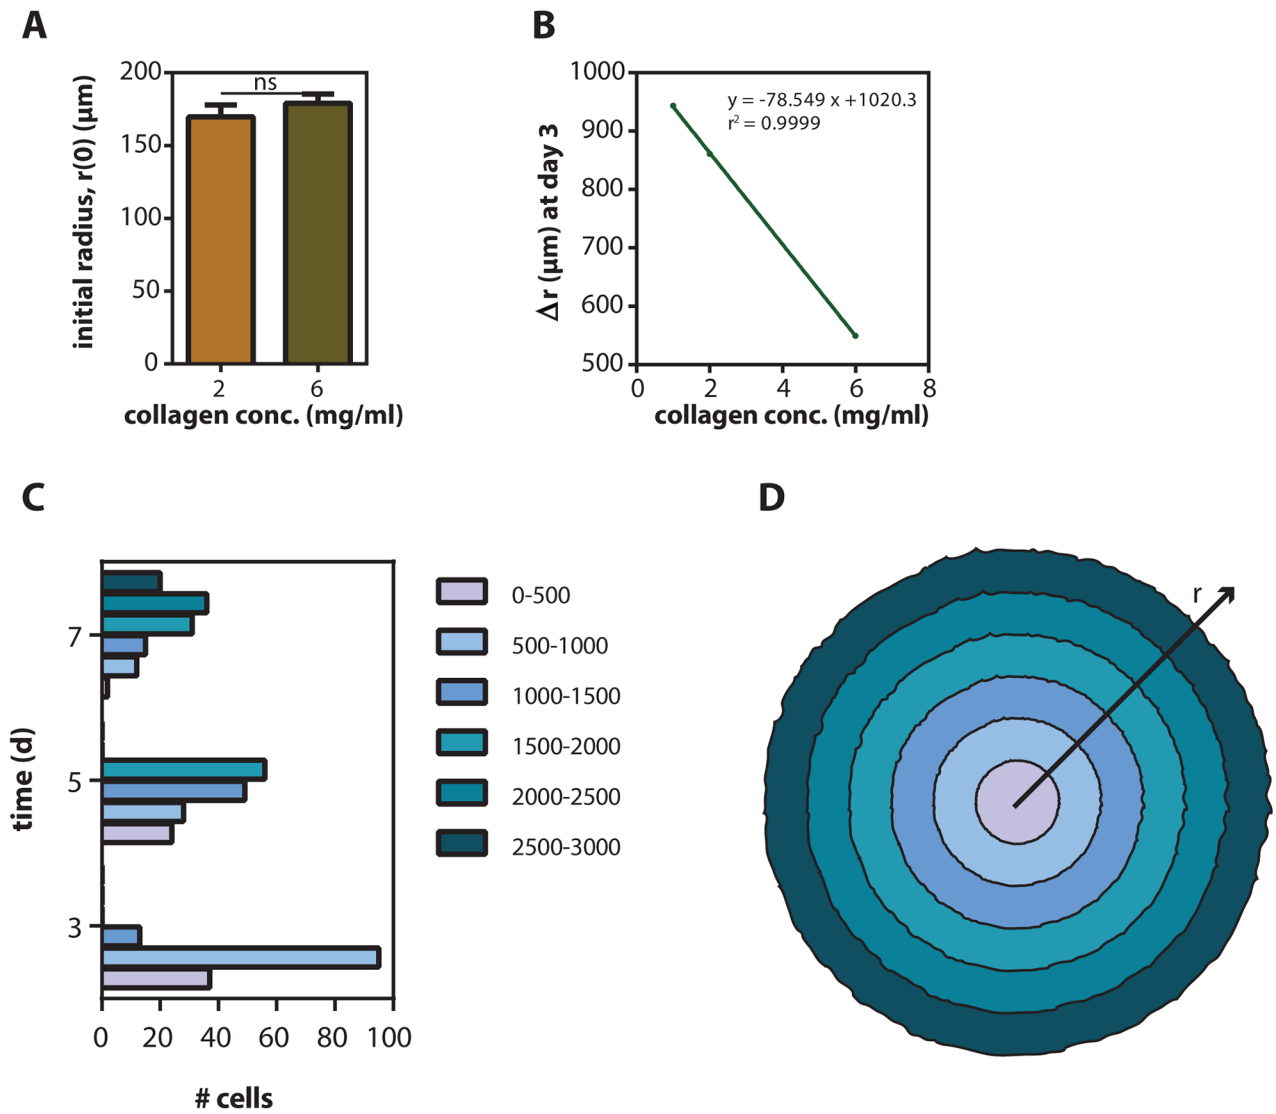 A
initial radius, r(0) (µm)
200
150
100
50
0
ns
2
6
collagen conc. (mg/ml)
B
Δr (µm) at day 3
1000
900
800
700
600
500
y = -78.549 x +1020.3
r² = 0.9999
0
2
4
6
8
collagen conc. (mg/ml)
C
time (d)
7
5
3
0
20
40
60
80
100
# cells
0-500
500-1000
1000-1500
1500-2000
2000-2500
2500-3000
D
r